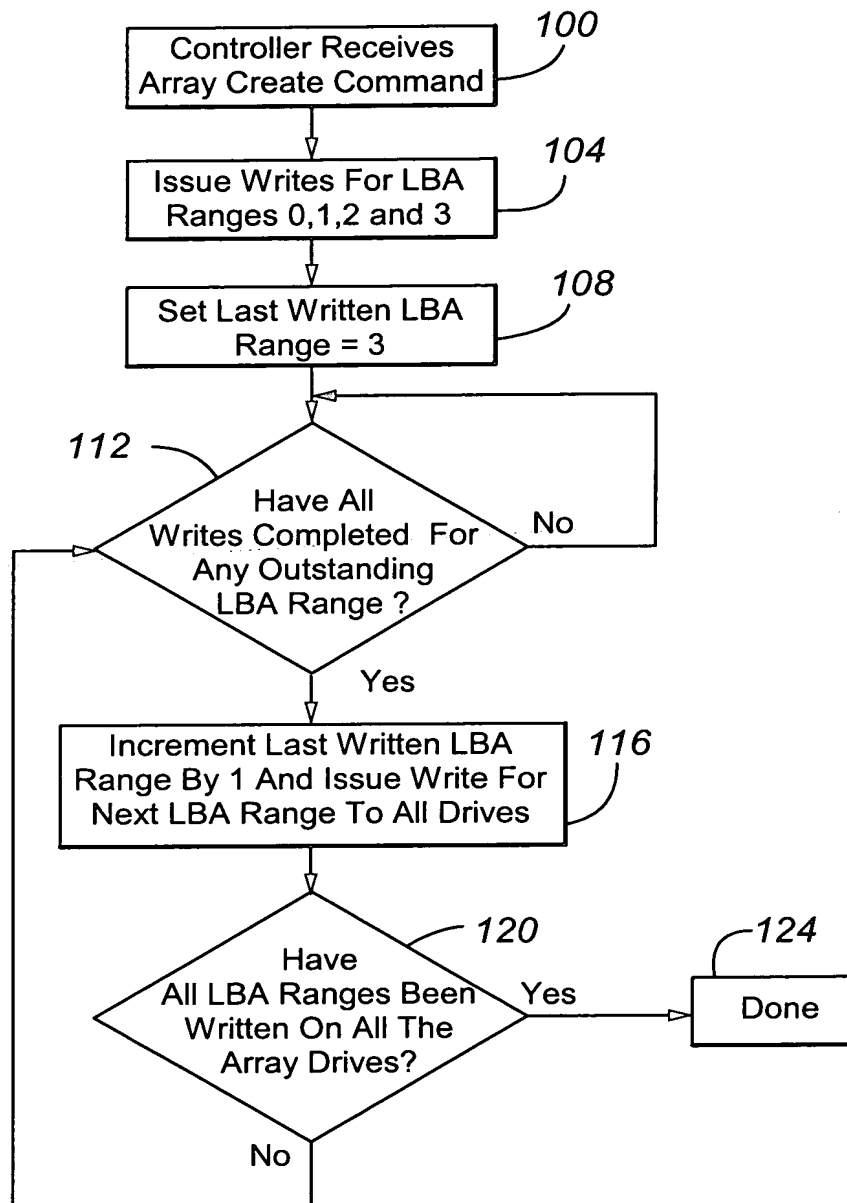 Controller Receives
Array Create Command
100
Issue Writes For LBA
Ranges 0,1,2 and 3
104
Set Last Written LBA
Range = 3
108
112
Have All
Writes Completed For
Any Outstanding
LBA Range ?
No
Yes
Increment Last Written LBA
Range By 1 And Issue Write For
Next LBA Range To All Drives
116
120
Have
All LBA Ranges Been
Written On All The
Array Drives?
Yes
124
Done
No